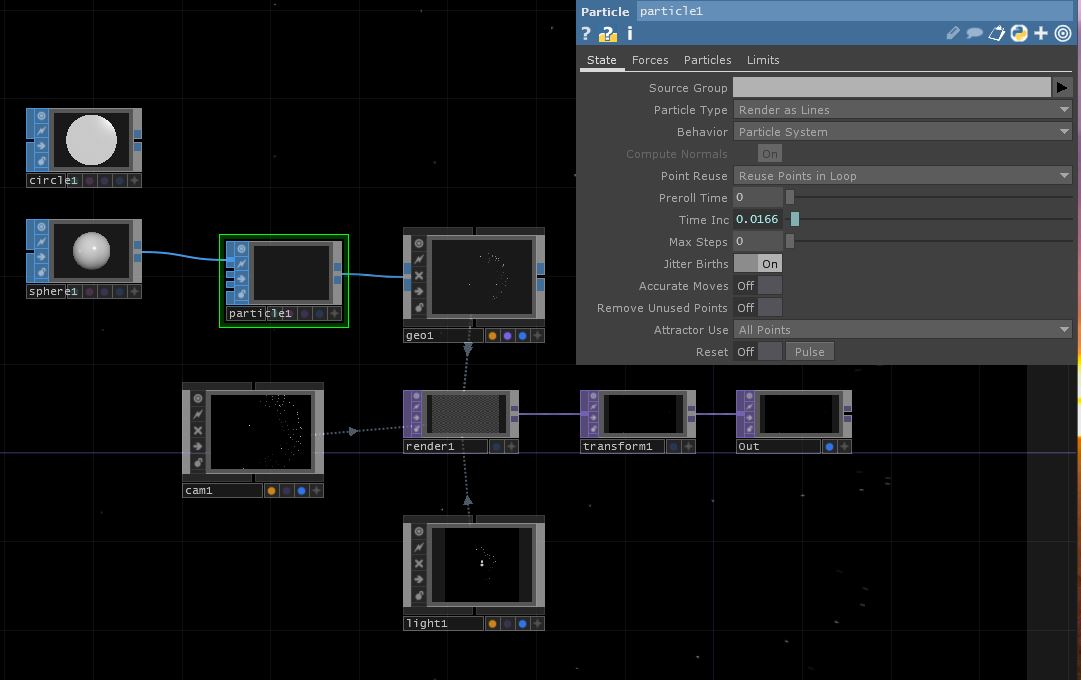 Particle particle1
? ? i
State Forces Particles Limits
Source Group
Particle Type Render as Lines
Behavior Particle System
Compute Normals On
Point Reuse Reuse Points in Loop
Preroll Time 0
Time Inc 0.0166
Max Steps 0
Jitter Births On
Accurate Moves Off
Remove Unused Points Off
Attractor Use All Points
Reset Off Pulse
circle1
sphere1
particle1
geo1
cam1
render1
transform1
Out
light1